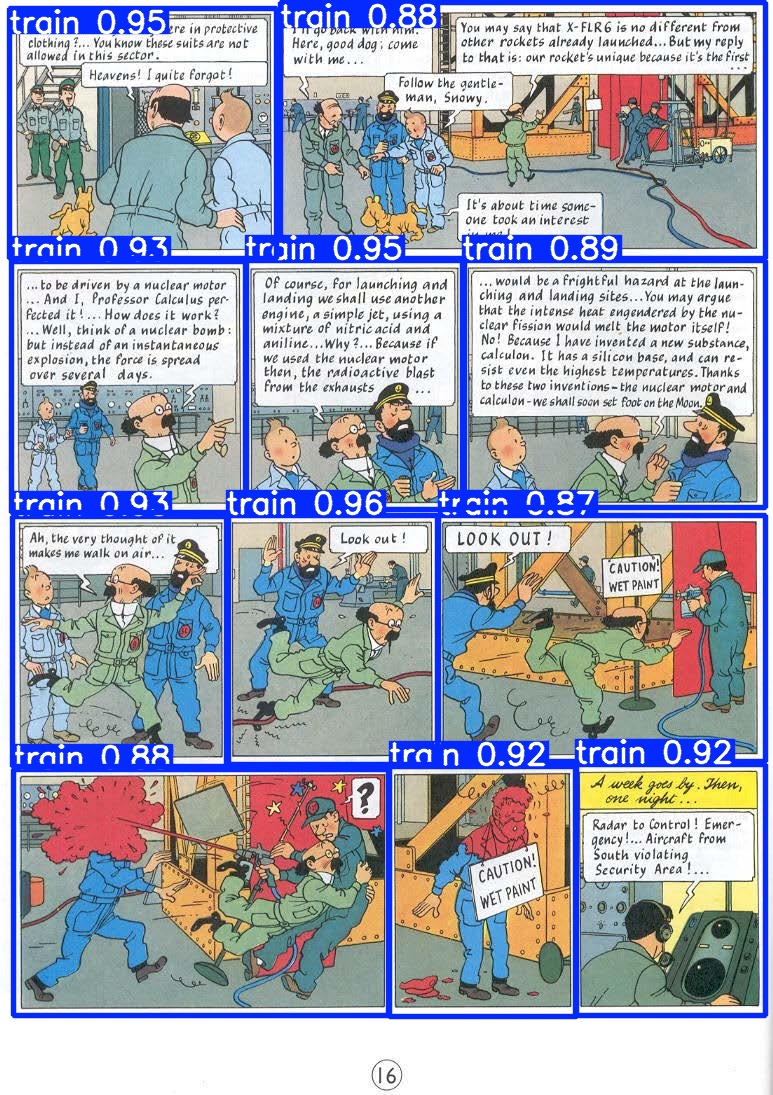 train 0.95
in protective
clothing?... You know these suits are not
allowed in this sector.
Heavens! I quite forgot!
train 0.88
I'll go back with him.
Here, good dog; come
with me...
Follow the gentle-
man, Snowy.
You may say that X-FLR6 is no different from
other rockets already launched...But my reply
to that is: our rocket's unique because it's the first
...
It's about time some-
one took an interest
in me!
train 0.93
...to be driven by a nuclear motor
... And I, Professor Calculus per-
fected it!... How does it work?
... Well, think of a nuclear bomb:
but instead of an instantaneous
explosion, the force is spread
over several days.
train 0.95
Of course, for launching and
landing we shall use another
engine, a simple jet, using a
mixture of nitric acid and
aniline... Why?... Because if
we used the nuclear motor
then, the radioactive blast
from the exhausts ...
train 0.89
... would be a frightful hazard at the laun-
ching and landing sites...You may argue
that the intense heat engendered by the nu-
clear fission would melt the motor itself!
No! Because I have invented a new substance,
calculon. It has a silicon base, and can re-
sist even the highest temperatures. Thanks
to these two inventions - the nuclear motor and
calculon - we shall soon set foot on the Moon.
train 0.93
Ah, the very thought of it
makes me walk on air...
train 0.96
Look out!
train 0.87
LOOK OUT!
CAUTION!
WET PAINT
train 0.88
?
train 0.92
CAUTION!
WET PAINT
train 0.92
A week goes by. Then,
one night...
Radar to Control! Emer-
gency!... Aircraft from
South violating
Security Area!...
16